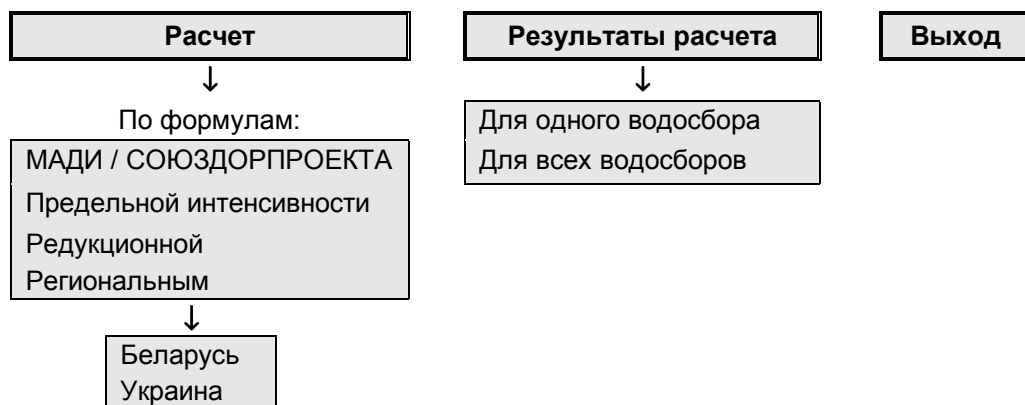 Расчет
По формулам:
МАДИ / СОЮЗДОРПРОЕКТА
Предельной интенсивности
Редукционной
Региональным
Беларусь
Украина
Результаты расчета
Для одного водосбора
Для всех водосборов
Выход